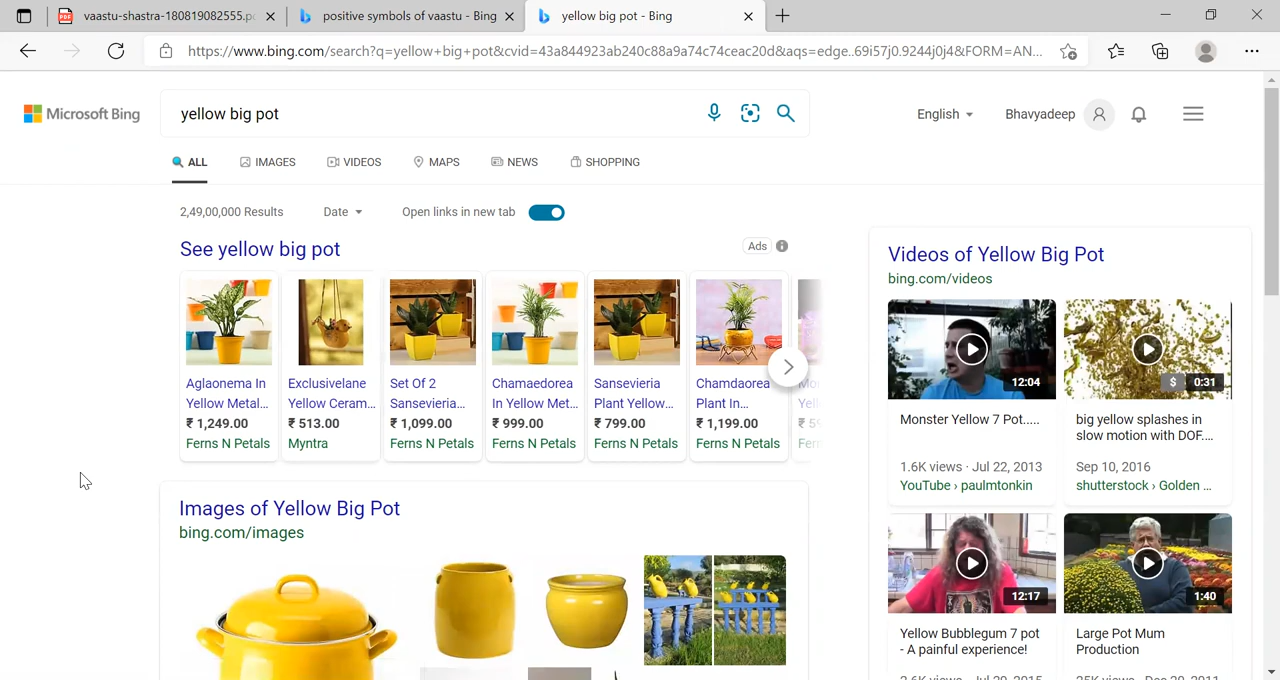 vaastu-shastra-180819082555.p
positive symbols of vaastu - Bing
yellow big pot - Bing
https://www.bing.com/search?q=yellow+big+pot&cvid=43a844923ab240c88a9a74c74ceac20d&aqs=edge..69i57j0.9244j0j4&FORM=AN...
Microsoft Bing
yellow big pot
English
Bhavyadeep
ALL
IMAGES
VIDEOS
MAPS
NEWS
SHOPPING
2,49,00,000 Results
Date
Open links in new tab
See yellow big pot
Ads
Aglaonema In
Yellow Metal...
₹ 1,249.00
Ferns N Petals
Exclusivelane
Yellow Ceram...
₹ 513.00
Myntra
Set Of 2
Sansevieria...
₹ 1,099.00
Ferns N Petals
Chamaedorea
In Yellow Met...
₹ 999.00
Ferns N Petals
Sansevieria
Plant Yellow...
₹ 799.00
Ferns N Petals
Chamdaorea
Plant In...
₹ 1,199.00
Ferns N Petals
Images of Yellow Big Pot
bing.com/images
Videos of Yellow Big Pot
bing.com/videos
12:04
Monster Yellow 7 Pot.....
1.6K views · Jul 22, 2013
YouTube › paulmtonkin
$ 0:31
big yellow splashes in
slow motion with DOF....
Sep 10, 2016
shutterstock › Golden ...
12:17
Yellow Bubblegum 7 pot
- A painful experience!
1:40
Large Pot Mum
Production